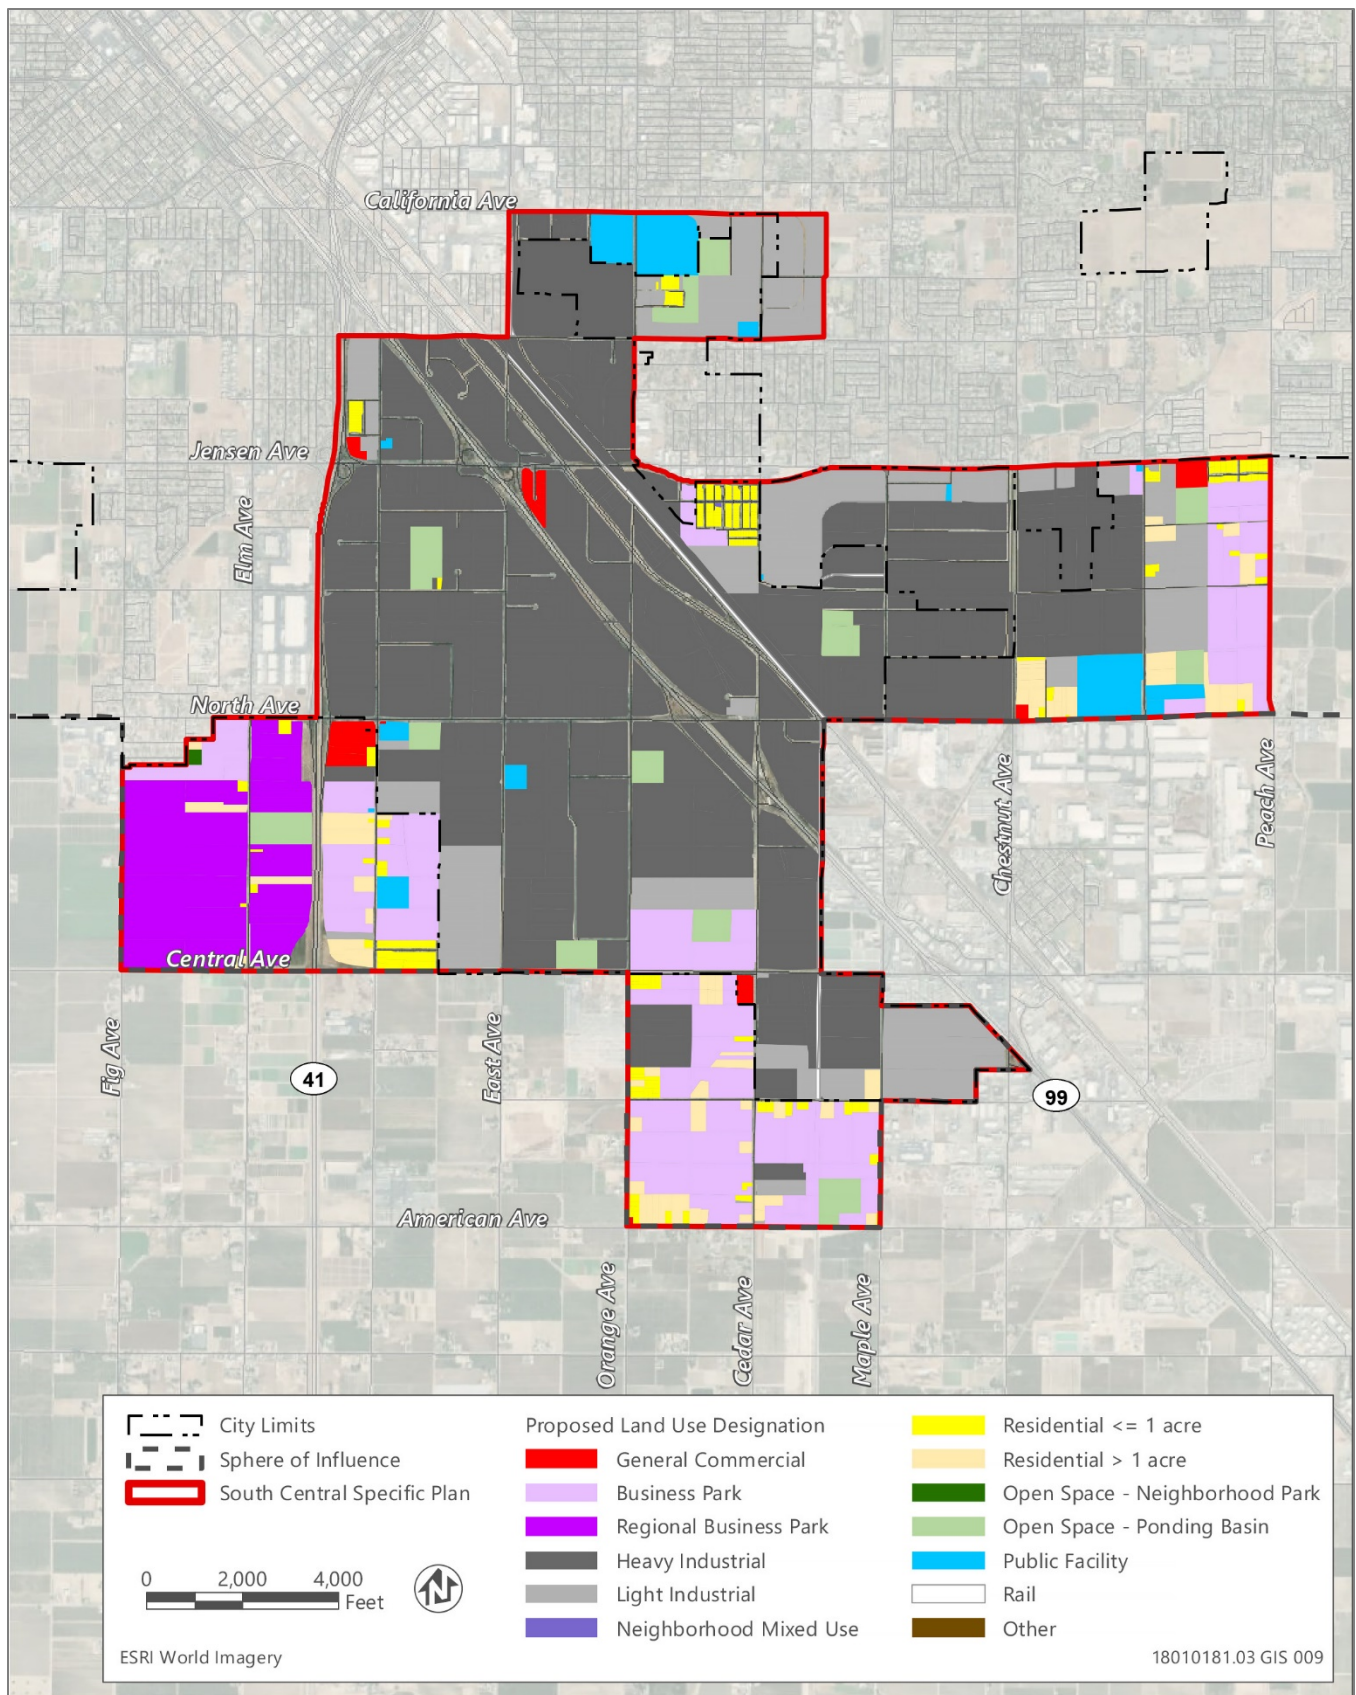 California Ave
Jensen Ave
Elm Ave
North Ave
Peach Ave
Chestnut Ave
Central Ave
Fig Ave
41
East Ave
99
American Ave
Orange Ave
Cedar Ave
Maple Ave
City Limits
Sphere of Influence
South Central Specific Plan
0 2,000 4,000
Feet
ESRI World Imagery
Proposed Land Use Designation
General Commercial
Business Park
Regional Business Park
Heavy Industrial
Light Industrial
Neighborhood Mixed Use
Residential <= 1 acre
Residential > 1 acre
Open Space - Neighborhood Park
Open Space - Ponding Basin
Public Facility
Rail
Other
18010181.03 GIS 009